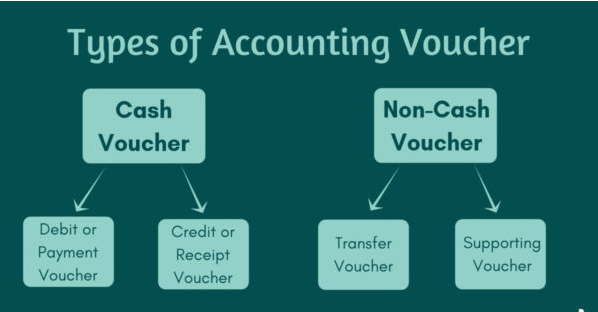 Types of Accounting Voucher
Cash
Voucher
Non-Cash
Voucher
Debit or
Payment
Voucher
Credit or
Receipt
Voucher
Transfer
Voucher
Supporting
Voucher